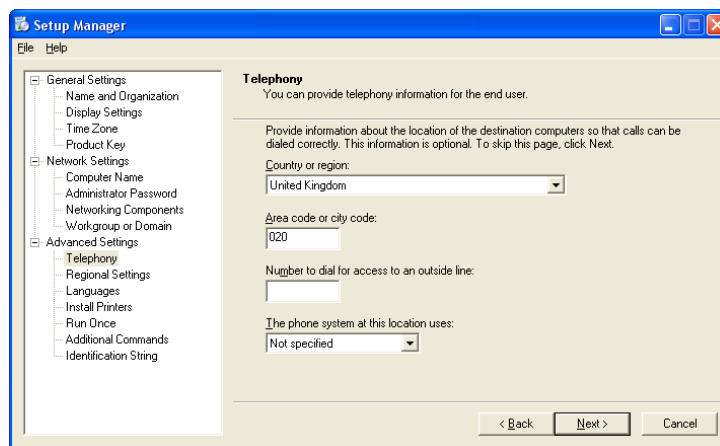 Setup Manager
File Help
General Settings
Name and Organization
Display Settings
Time Zone
Product Key
Network Settings
Computer Name
Administrator Password
Networking Components
Workgroup or Domain
Advanced Settings
Telephony
Regional Settings
Languages
Install Printers
Run Once
Additional Commands
Identification String
Telephony
You can provide telephony information for the end user.
Provide information about the location of the destination computers so that calls can be
dialed correctly. This information is optional. To skip this page, click Next.
Country or region:
United Kingdom
Area code or city code:
020
Number to dial for access to an outside line:
The phone system at this location uses:
Not specified
< Back Next > Cancel